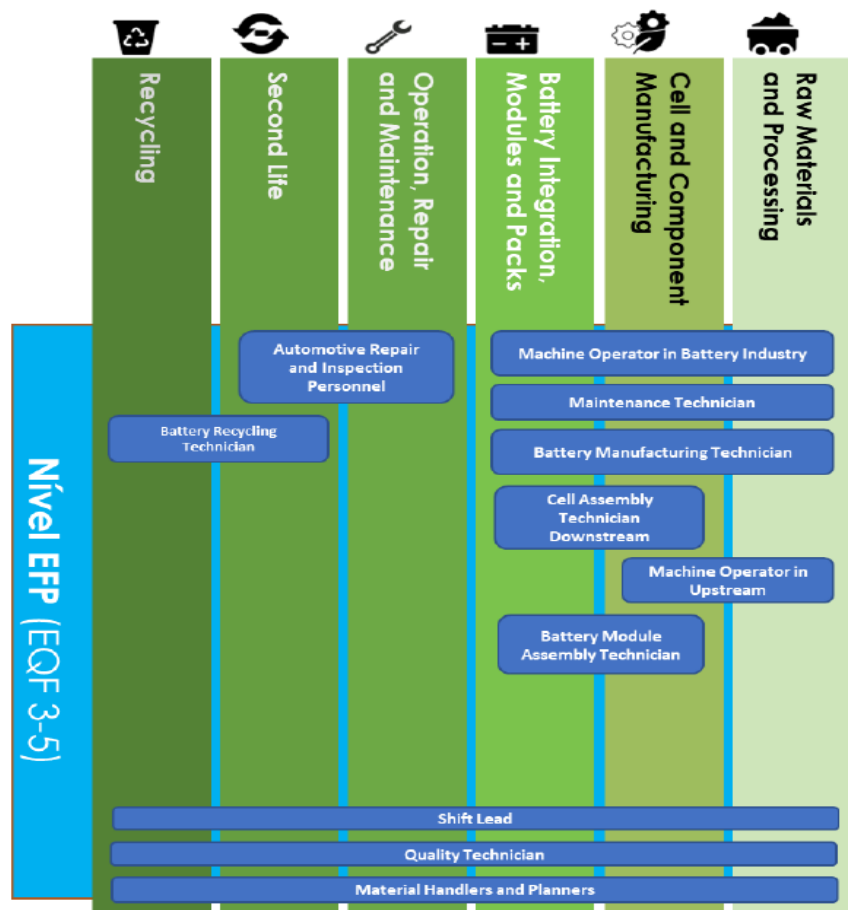 Recycling
Second Life
Operation, Repair
and Maintenance
Battery Integration,
Modules and Packs
Cell and Component
Manufacturing
Raw Materials
and Processing
Nível EFP (EQF 3-5)
Automotive Repair
and Inspection
Personnel
Machine Operator in Battery Industry
Maintenance Technician
Battery Recycling
Technician
Battery Manufacturing Technician
Cell Assembly
Technician
Downstream
Machine Operator in
Upstream
Battery Module
Assembly Technician
Shift Lead
Quality Technician
Material Handlers and Planners